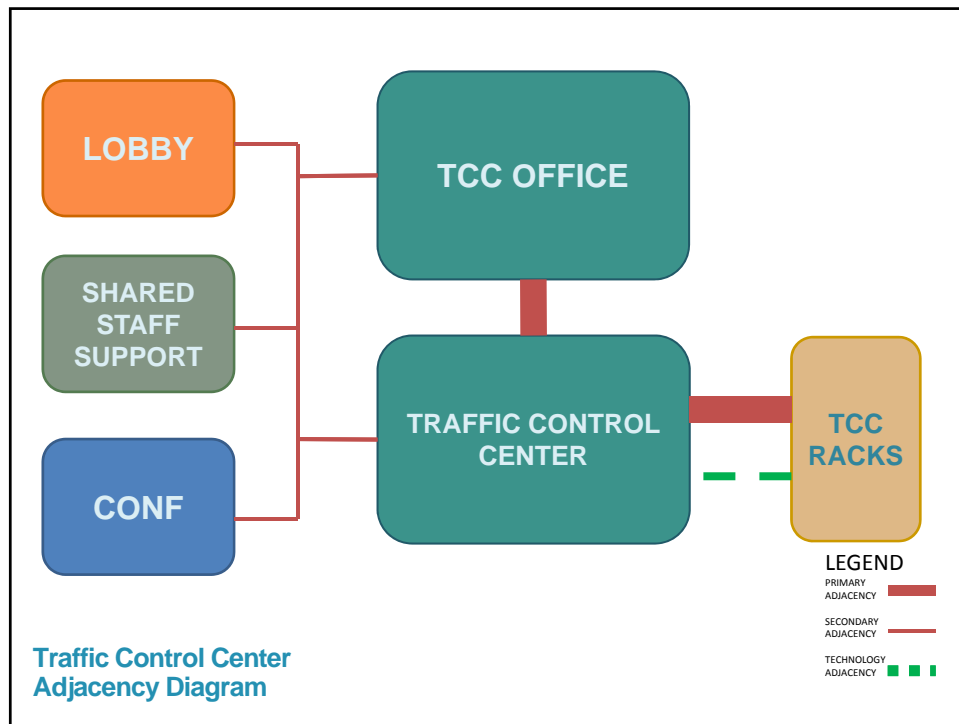 LOBBY
TCC OFFICE
SHARED
STAFF
SUPPORT
TRAFFIC CONTROL
CENTER
TCC
RACKS
CONF
LEGEND
PRIMARY
ADJACENCY
SECONDARY
ADJACENCY
TECHNOLOGY
ADJACENCY
Traffic Control Center
Adjacency Diagram